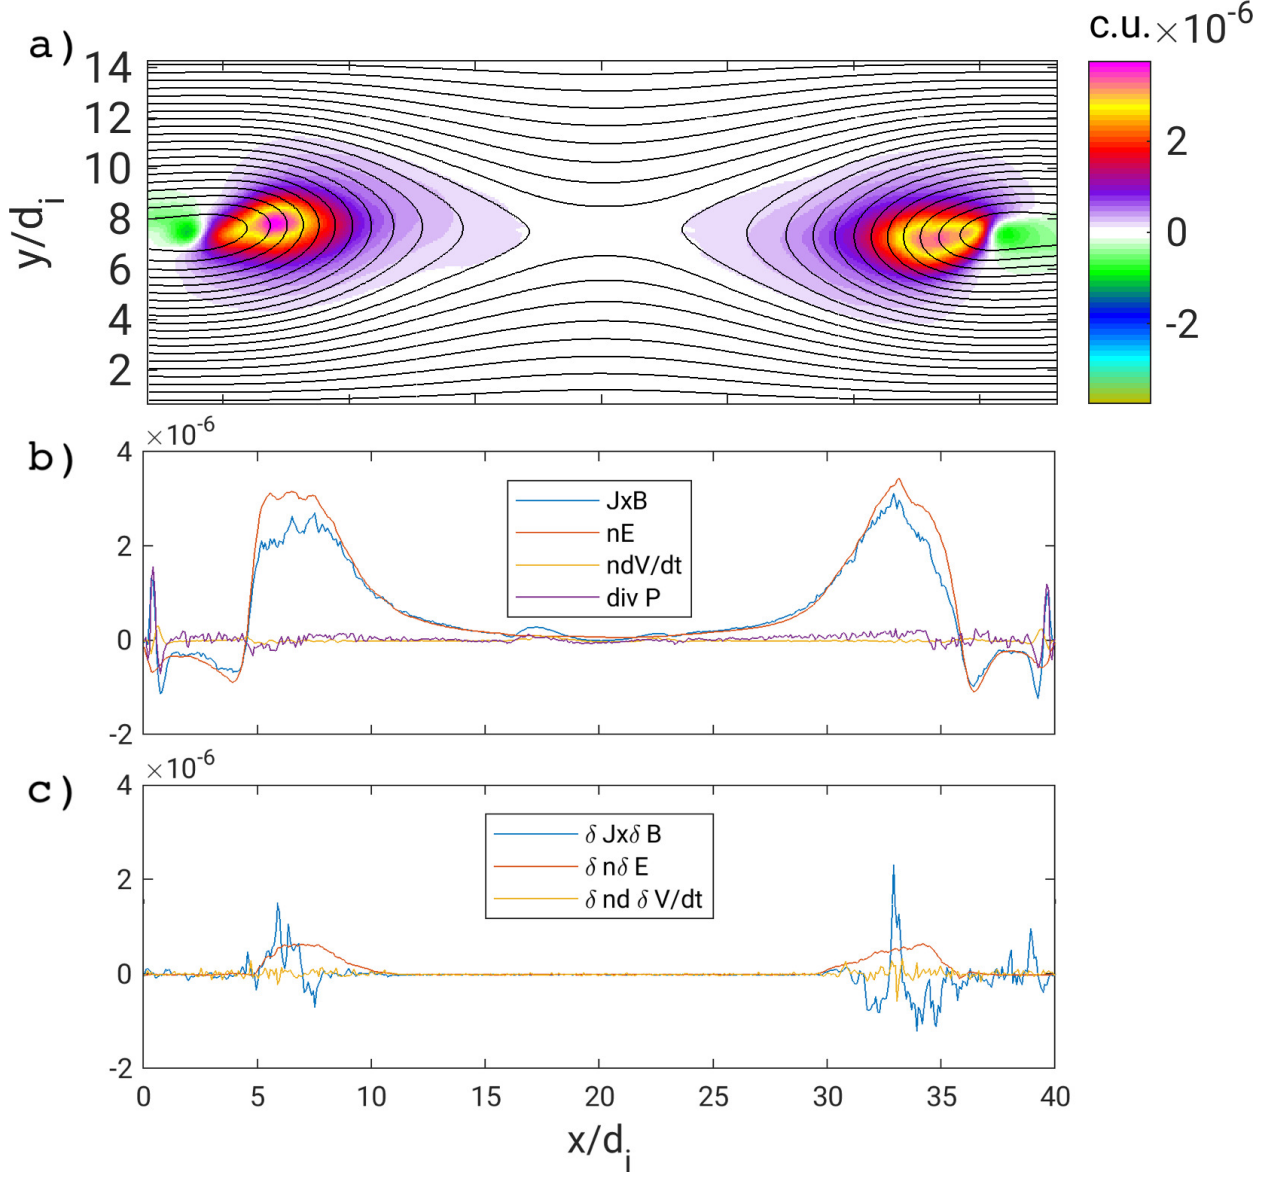 a)
c.u.×10-6
14
12
10
8
6
4
2
y/di
2
0
-2
b)
×10-6
4
2
0
-2
JxB
nE
ndV/dt
div P
c)
×10-6
4
2
0
-2
δ Jxδ B
δ nδ E
δ nd δ V/dt
0 5 10 15 20 25 30 35 40
x/di